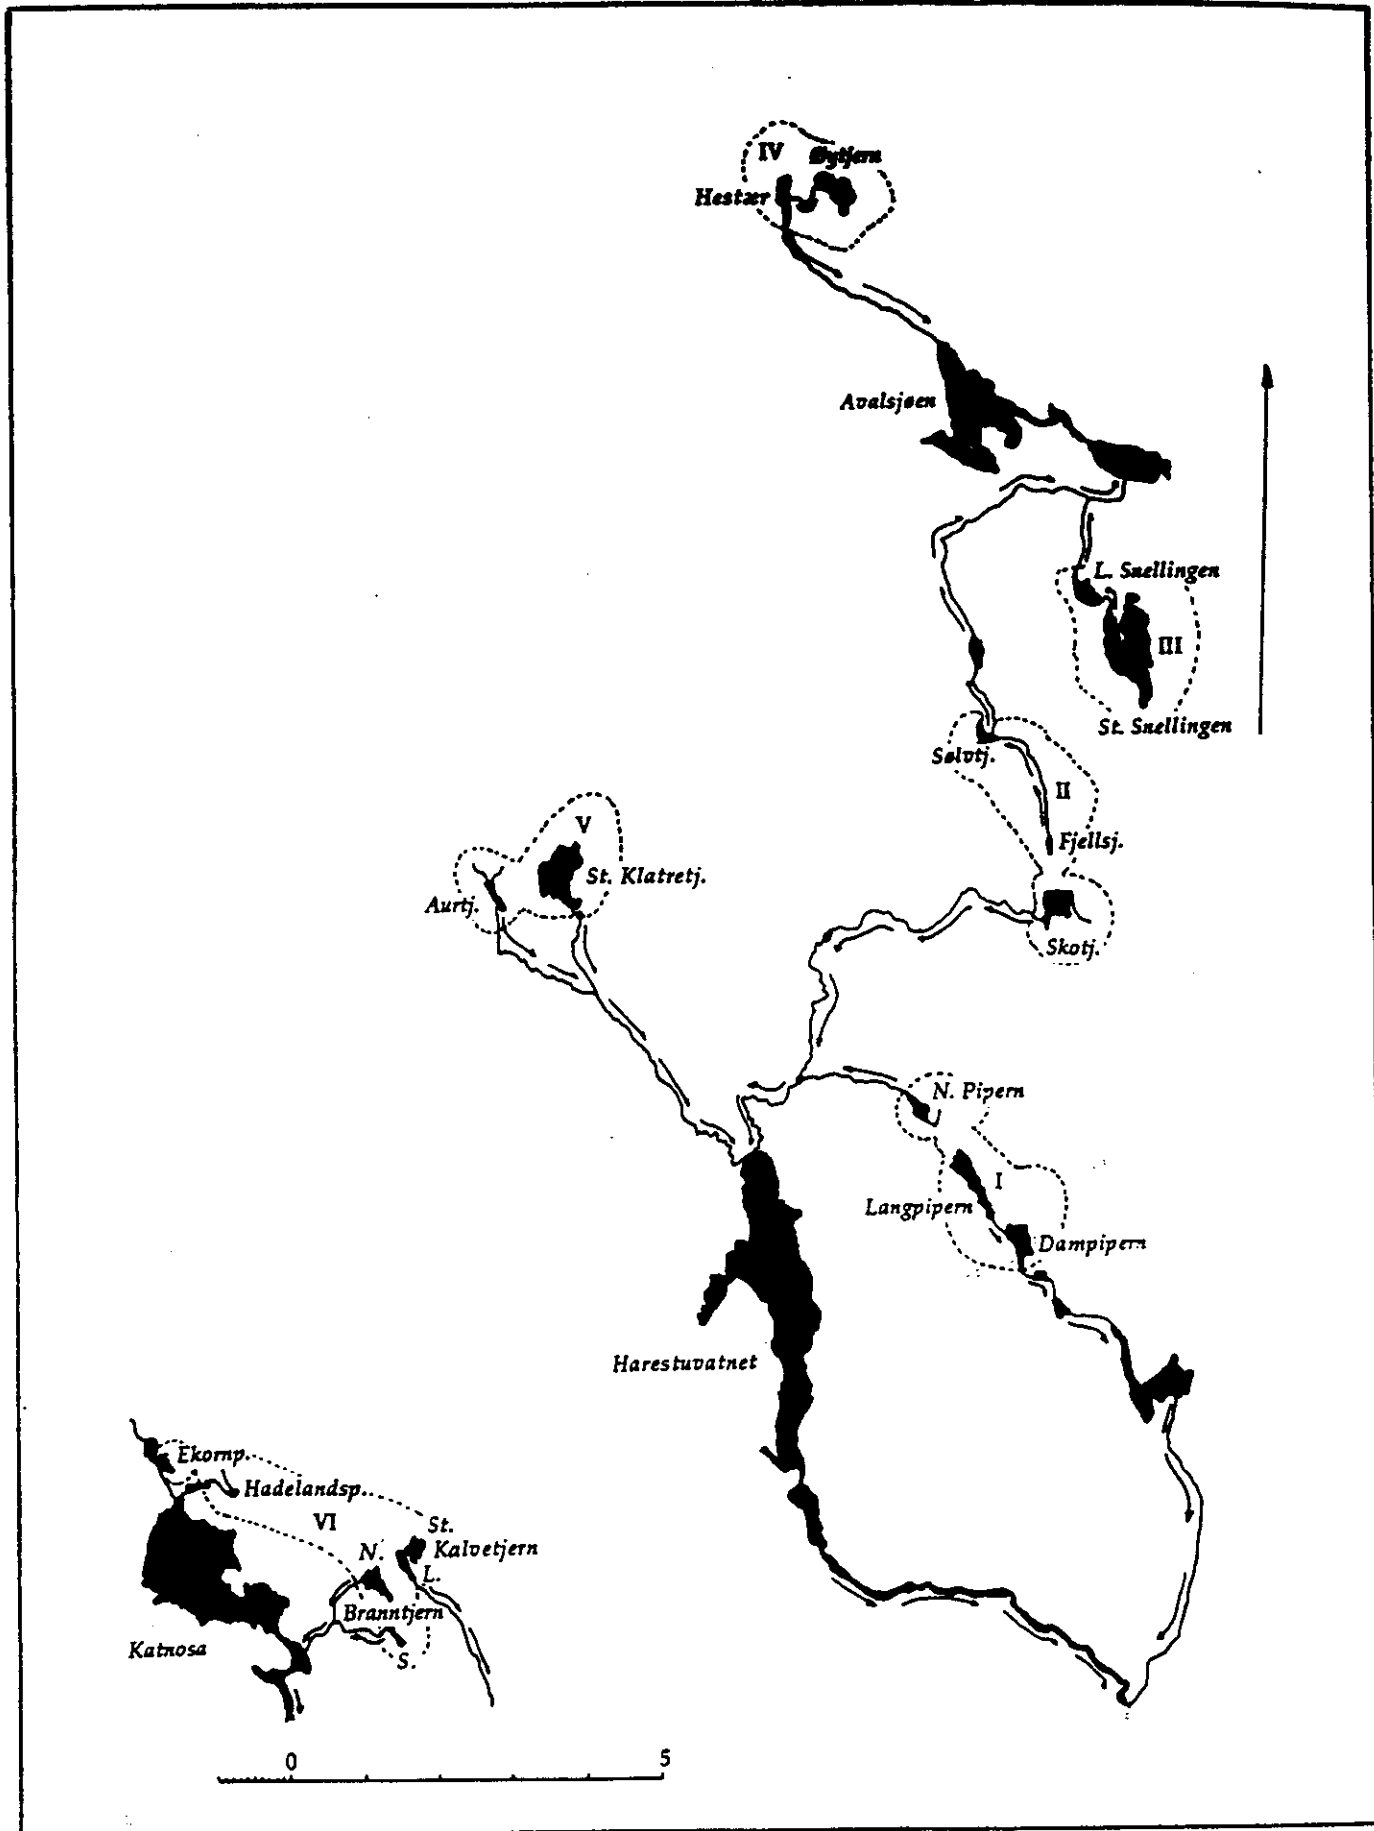 IV Øytjern
Hestær
Avalsjøen
L. Snellingen
III
St. Snellingen
Sølvtj.
II
Fjellsj.
V
St. Klatretj.
Aurtj.
Skotj.
N. Pipern
I
Langpipern
Dampipern
Harestuvatnet
Ekornp.
Hadelandsp.
VI
St.
N.
Kalvetjern
L.
Branntjern
Katnosa
S.
0 5